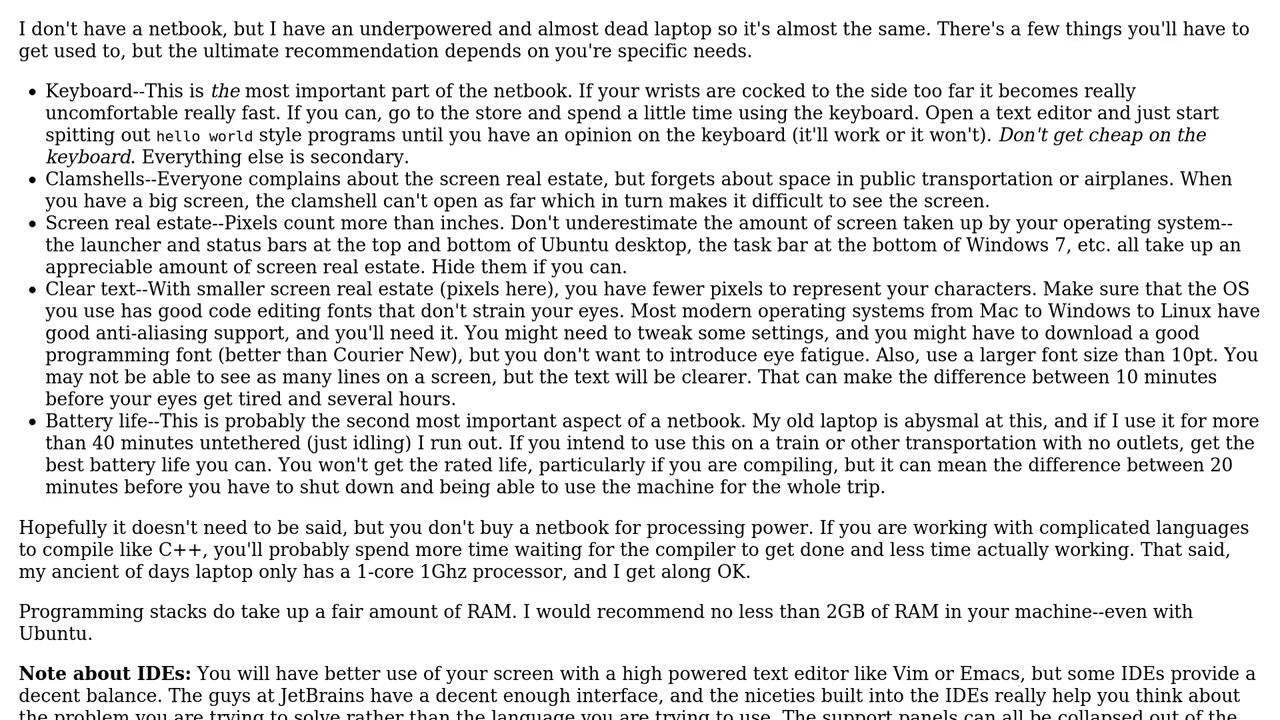 I don't have a netbook, but I have an underpowered and almost dead laptop so it's almost the same. There's a few things you'll have to
get used to, but the ultimate recommendation depends on you're specific needs.
• Keyboard--This is the most important part of the netbook. If your wrists are cocked to the side too far it becomes really
uncomfortable really fast. If you can, go to the store and spend a little time using the keyboard. Open a text editor and just start
spitting out hello world style programs until you have an opinion on the keyboard (it'll work or it won't). Don't get cheap on the
keyboard. Everything else is secondary.
• Clamshells--Everyone complains about the screen real estate, but forgets about space in public transportation or airplanes. When
you have a big screen, the clamshell can't open as far which in turn makes it difficult to see the screen.
• Screen real estate--Pixels count more than inches. Don't underestimate the amount of screen taken up by your operating system--
the launcher and status bars at the top and bottom of Ubuntu desktop, the task bar at the bottom of Windows 7, etc. all take up an
appreciable amount of screen real estate. Hide them if you can.
• Clear text--With smaller screen real estate (pixels here), you have fewer pixels to represent your characters. Make sure that the OS
you use has good code editing fonts that don't strain your eyes. Most modern operating systems from Mac to Windows to Linux have
good anti-aliasing support, and you'll need it. You might need to tweak some settings, and you might have to download a good
programming font (better than Courier New), but you don't want to introduce eye fatigue. Also, use a larger font size than 10pt. You
may not be able to see as many lines on a screen, but the text will be clearer. That can make the difference between 10 minutes
before your eyes get tired and several hours.
• Battery life--This is probably the second most important aspect of a netbook. My old laptop is abysmal at this, and if I use it for more
than 40 minutes untethered (just idling) I run out. If you intend to use this on a train or other transportation with no outlets, get the
best battery life you can. You won't get the rated life, particularly if you are compiling, but it can mean the difference between 20
minutes before you have to shut down and being able to use the machine for the whole trip.
Hopefully it doesn't need to be said, but you don't buy a netbook for processing power. If you are working with complicated languages
to compile like C++, you'll probably spend more time waiting for the compiler to get done and less time actually working. That said,
my ancient of days laptop only has a 1-core 1Ghz processor, and I get along OK.
Programming stacks do take up a fair amount of RAM. I would recommend no less than 2GB of RAM in your machine--even with
Ubuntu.
Note about IDEs: You will have better use of your screen with a high powered text editor like Vim or Emacs, but some IDEs provide a
decent balance. The guys at JetBrains have a decent enough interface, and the niceties built into the IDEs really help you think about
the problem you are trying to solve rather than the language you are trying to use. The support panels can all be collapsed out of the